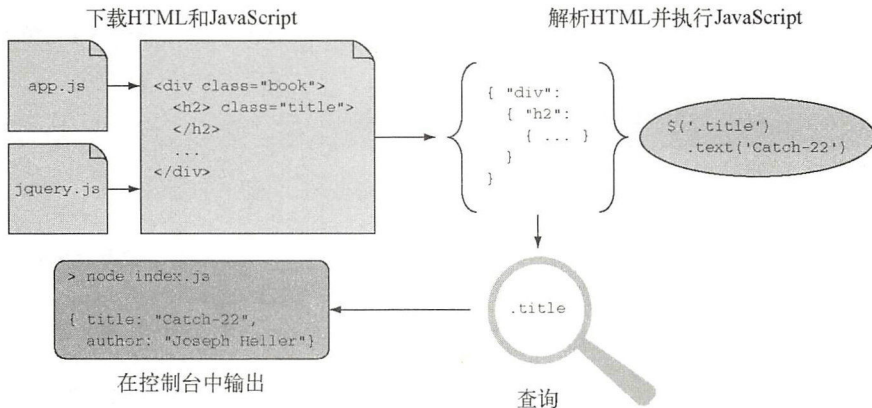 下载HTML和JavaScript
解析HTML并执行JavaScript
app.js
jquery.js
<div class="book">
<h2> class="title">
</h2>
...
</div>
{ "div":
{ "h2":
{ ... }
}
}
$('.title')
.text('Catch-22')
.title
查询
> node index.js
{ title: "Catch-22",
author: "Joseph Heller"}
在控制台中输出